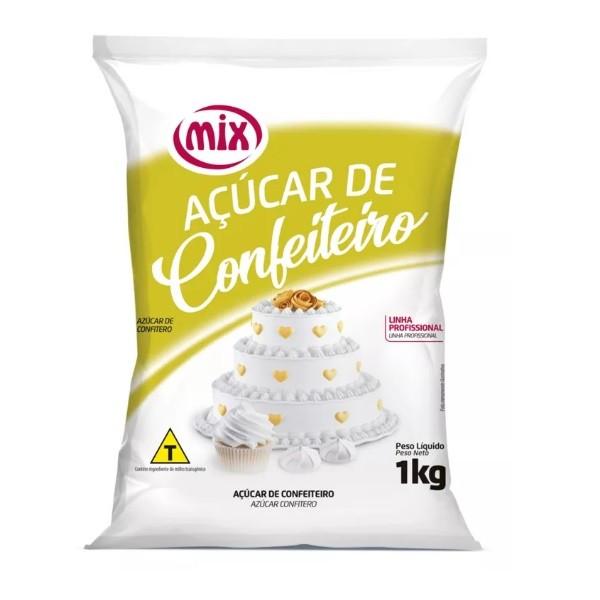 mix
AÇÚCAR DE
Confeiteiro
AZÚCAR DE
CONFITERO
LINHA
PROFISSIONAL
LINHA PROFISSIONAL
Peso Líquido
Peso Neto
1kg
T
AÇÚCAR DE CONFEITEIRO
AZÚCAR CONFITERO